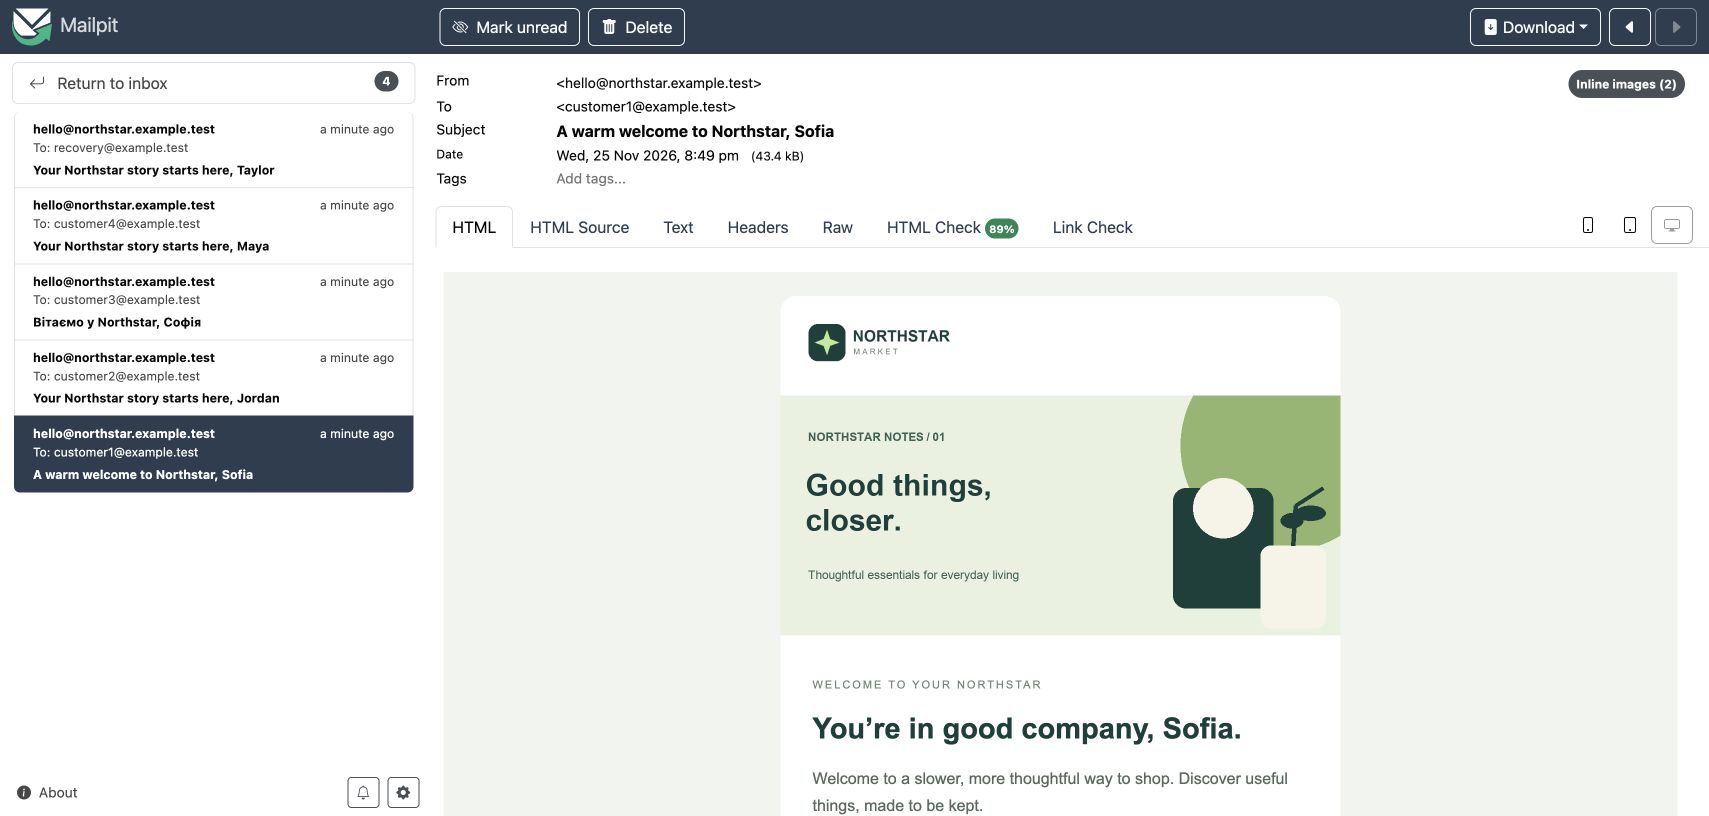 Mailpit
Mark unread
Delete
Download
Return to inbox
4
hello@northstar.example.test a minute ago
To: recovery@example.test
Your Northstar story starts here, Taylor
hello@northstar.example.test a minute ago
To: customer4@example.test
Your Northstar story starts here, Maya
hello@northstar.example.test a minute ago
To: customer3@example.test
Вітаємо у Northstar, Софія
hello@northstar.example.test a minute ago
To: customer2@example.test
Your Northstar story starts here, Jordan
hello@northstar.example.test a minute ago
To: customer1@example.test
A warm welcome to Northstar, Sofia
About
From <hello@northstar.example.test>
Inline images (2)
To <customer1@example.test>
Subject A warm welcome to Northstar, Sofia
Date Wed, 25 Nov 2026, 8:49 pm (43.4 kB)
Tags Add tags...
HTML HTML Source Text Headers Raw HTML Check 89% Link Check
NORTHSTAR
MARKET
NORTHSTAR NOTES / 01
Good things,
closer.
Thoughtful essentials for everyday living
WELCOME TO YOUR NORTHSTAR
You’re in good company, Sofia.
Welcome to a slower, more thoughtful way to shop. Discover useful
things, made to be kept.